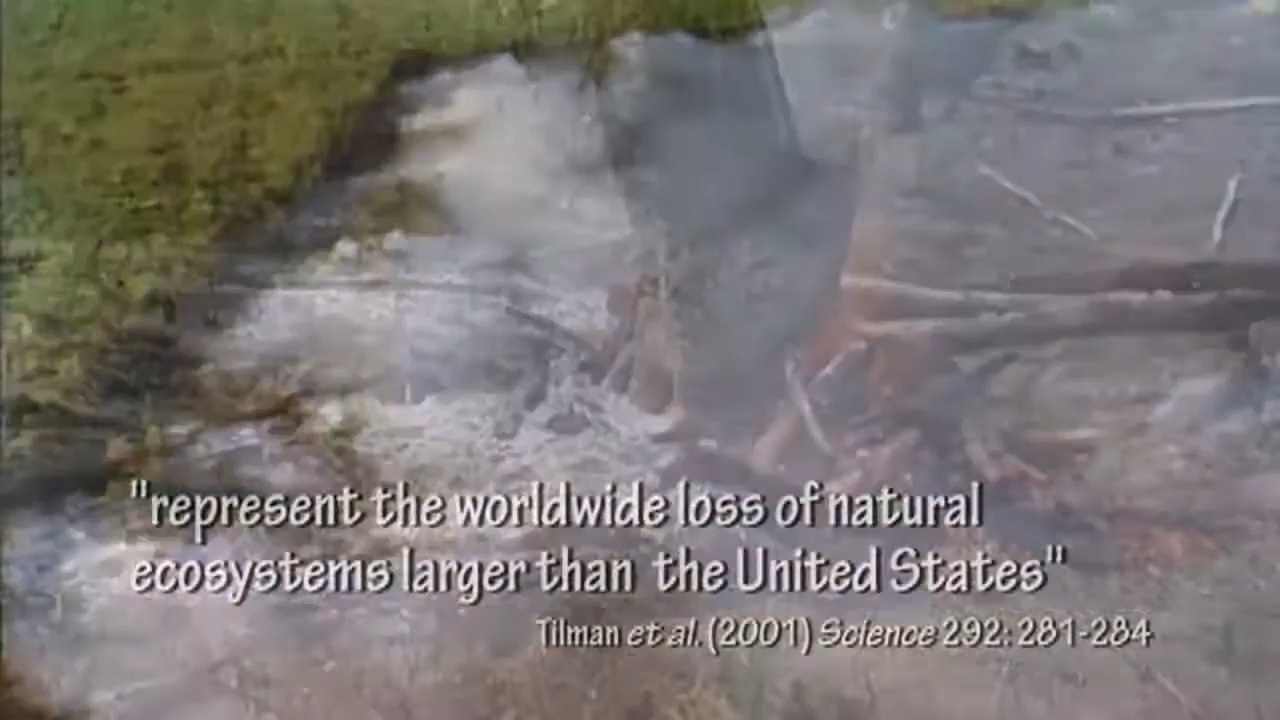 "represent the worldwide loss of natural
ecosystems larger than the United States"
Tilman et al. (2001) Science 292: 281-284